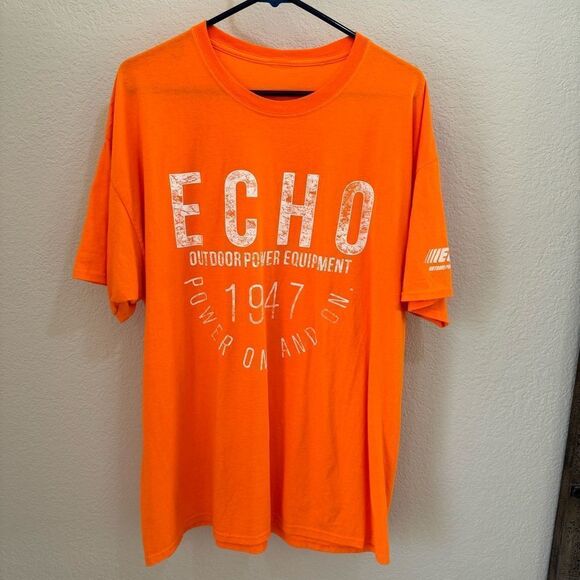 ECHO
OUTDOOR POWER EQUIPMENT
1947
POWER ON AND ON.